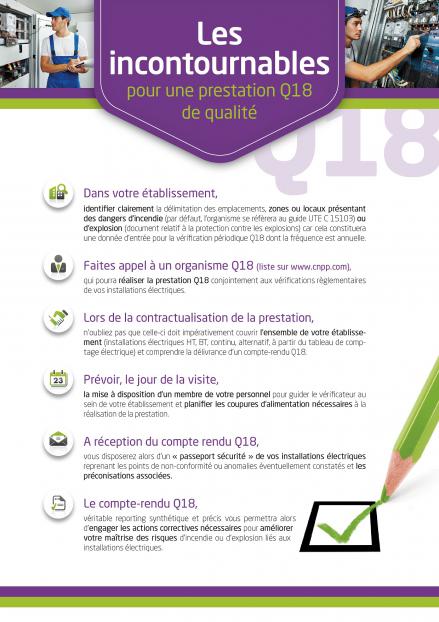 Les
incontournables
pour une prestation Q18
de qualité
Q18
Dans votre établissement,
identifier clairement la délimitation des emplacements, zones ou locaux présentant
des dangers d'incendie (par défaut, l'organisme se réfèrera au guide UTE C 15103) ou
d'explosion (document relatif à la protection contre les explosions) car cela constituera
une donnée d'entrée pour la vérification périodique Q18 dont la fréquence est annuelle.
Faites appel à un organisme Q18 (liste sur www.cnpp.com),
qui pourra réaliser la prestation Q18 conjointement aux vérifications règlementaires
de vos installations électriques.
Lors de la contractualisation de la prestation,
n'oubliez pas que celle-ci doit impérativement couvrir l'ensemble de votre établisse-
ment (installations électriques HT, BT, continu, alternatif, à partir du tableau de comp-
tage électrique) et comprendre la délivrance d'un compte-rendu Q18.
23
Prévoir, le jour de la visite,
la mise à disposition d'un membre de votre personnel pour guider le vérificateur au
sein de votre établissement et planifier les coupures d'alimentation nécessaires à la
réalisation de la prestation.
A réception du compte rendu Q18,
vous disposerez alors d'un « passeport sécurité » de vos installations électriques
reprenant les points de non-conformité ou anomalies éventuellement constatés et les
préconisations associées.
Le compte-rendu Q18,
véritable reporting synthétique et précis vous permettra alors
d'engager les actions correctives nécessaires pour améliorer
votre maîtrise des risques d'incendie ou d'explosion liés aux
installations électriques.